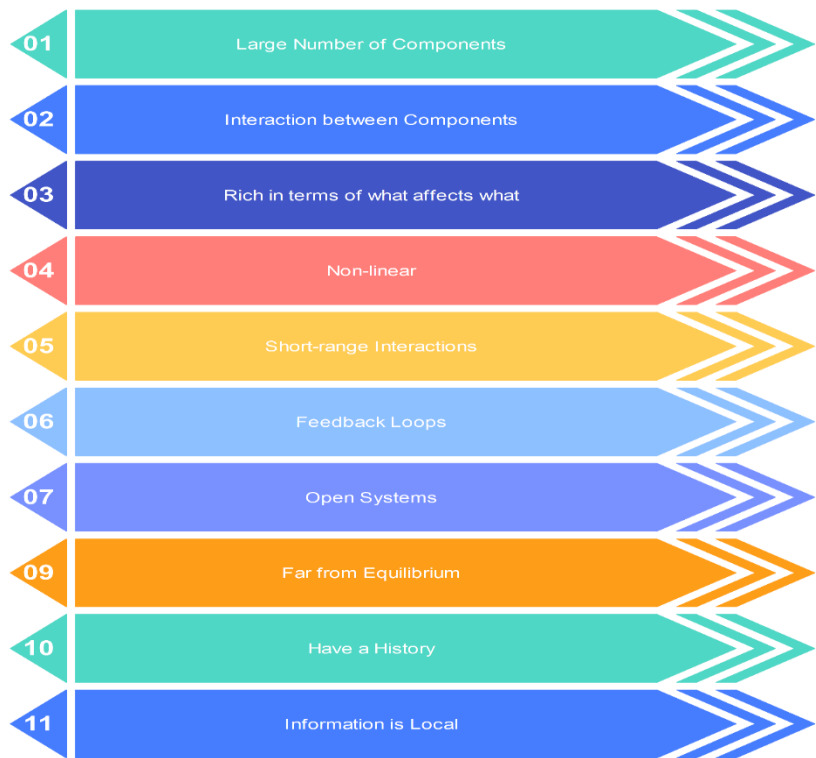 01 Large Number of Components
02 Interaction between Components
03 Rich in terms of what affects what
04 Non-linear
05 Short-range Interactions
06 Feedback Loops
07 Open Systems
09 Far from Equilibrium
10 Have a History
11 Information is Local